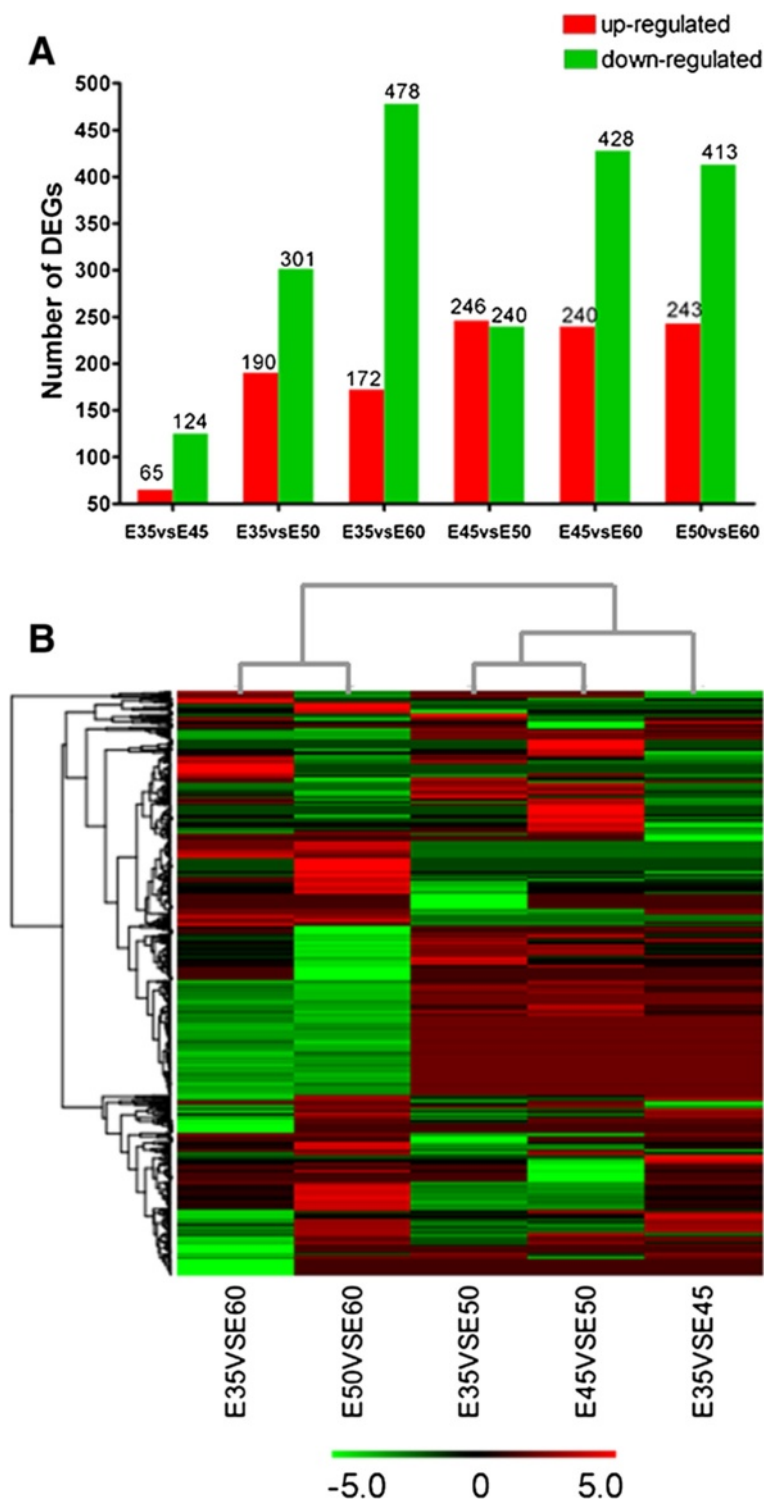 up-regulated
A
down-regulated
Number of DEGs
500
450
400
350
300
250
200
150
100
50
65
124
190
301
172
478
246
240
240
428
243
413
E35vsE45 E35vsE50 E35vsE60 E45vsE50 E45vsE60 E50vsE60
B
E35VSE60
E50VSE60
E35VSE50
E45VSE50
E35VSE45
-5.0 0 5.0